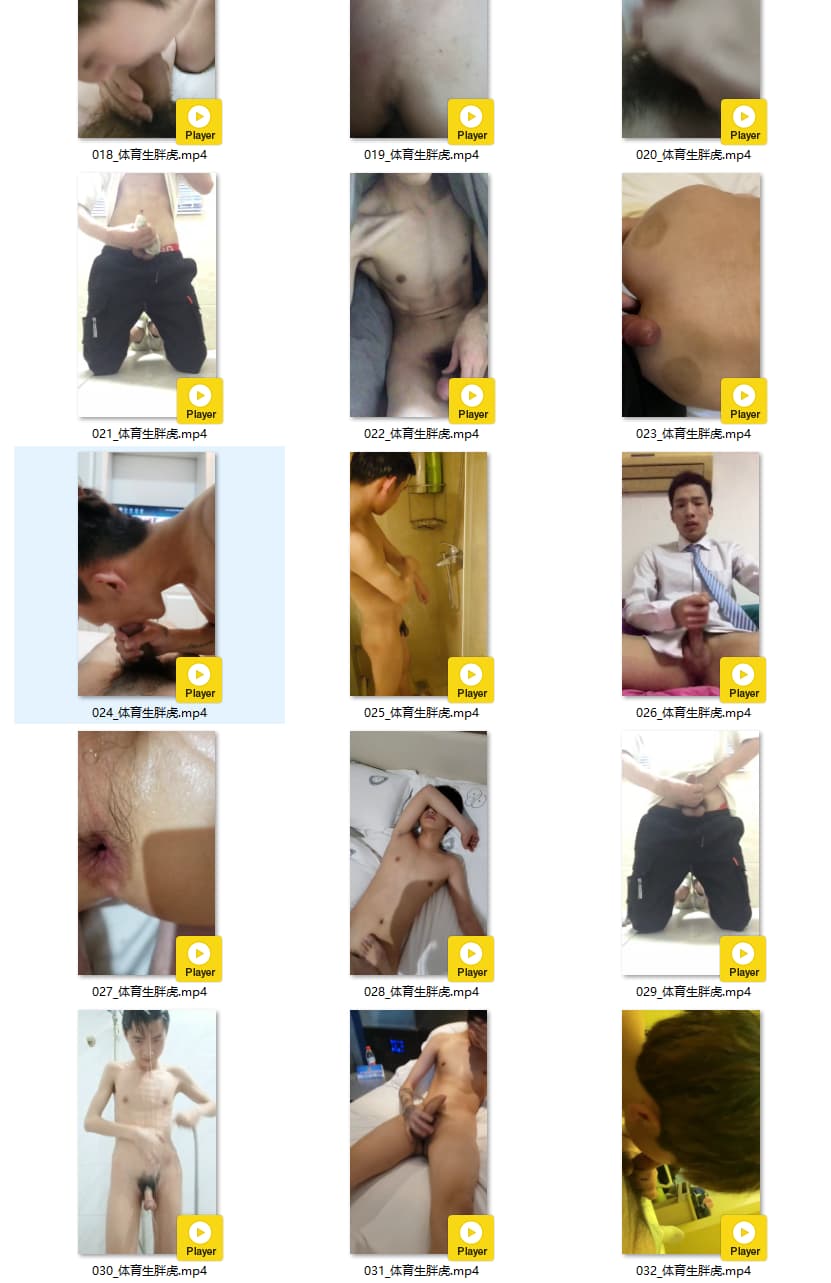 Player
Player
Player
018_体育生胖虎.mp4
019_体育生胖虎.mp4
020_体育生胖虎.mp4
Player
Player
Player
021_体育生胖虎.mp4
022_体育生胖虎.mp4
023_体育生胖虎.mp4
Player
Player
Player
024_体育生胖虎.mp4
025_体育生胖虎.mp4
026_体育生胖虎.mp4
Player
Player
Player
027_体育生胖虎.mp4
028_体育生胖虎.mp4
029_体育生胖虎.mp4
Player
Player
Player
030_体育生胖虎.mp4
031_体育生胖虎.mp4
032_体育生胖虎.mp4